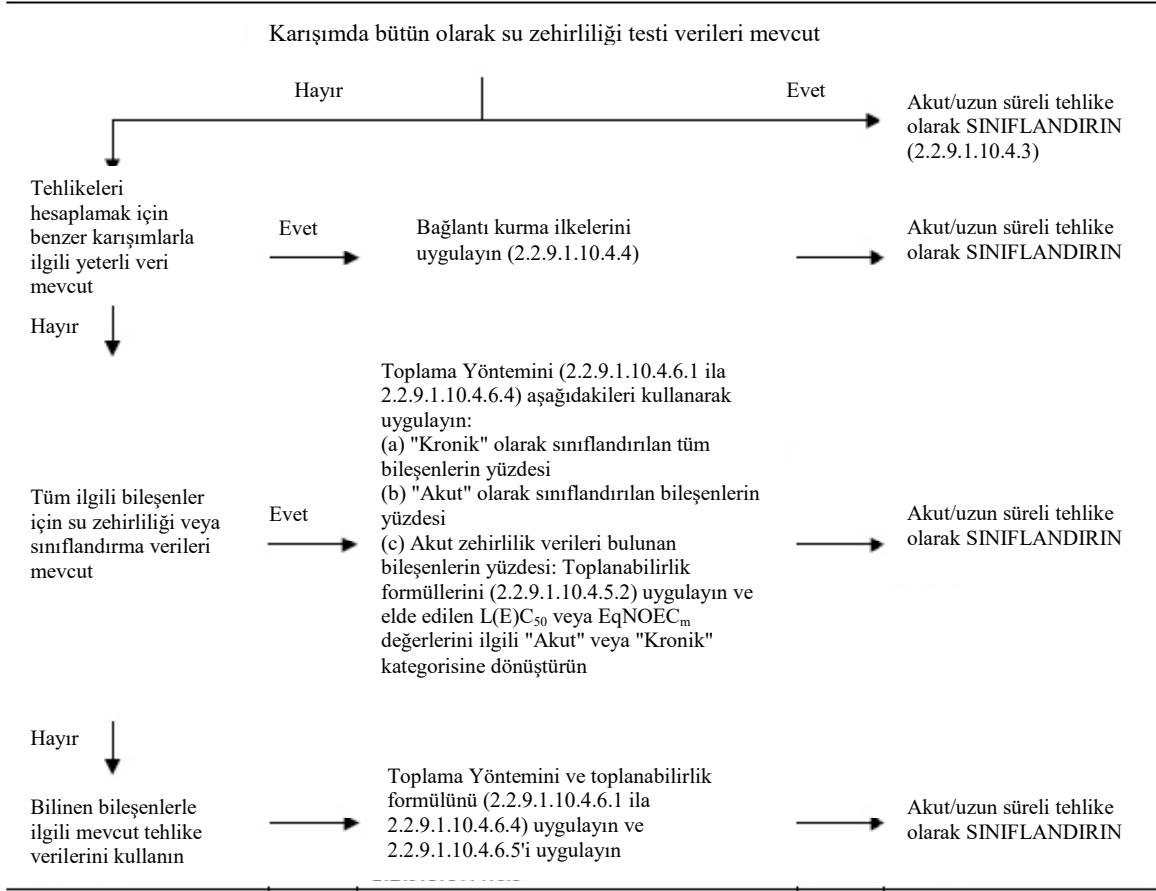 Karışımda bütün olarak su zehirliliği testi verileri mevcut
Hayır
Evet
Akut/uzun süreli tehlike
olarak SINIFLANDIRIN
(2.2.9.1.10.4.3)
Tehlikeleri
hesaplamak için
benzer karışımlarla
ilgili yeterli veri
mevcut
Evet
Bağlantı kurma ilkelerini
uygulayın (2.2.9.1.10.4.4)
Akut/uzun süreli tehlike
olarak SINIFLANDIRIN
Hayır
Tüm ilgili bileşenler
için su zehirliliği veya
sınıflandırma verileri
mevcut
Evet
Toplama Yöntemini (2.2.9.1.10.4.6.1 ila
2.2.9.1.10.4.6.4) aşağıdakileri kullanarak
uygulayın:
(a) "Kronik" olarak sınıflandırılan tüm
bileşenlerin yüzdesi
(b) "Akut" olarak sınıflandırılan bileşenlerin
yüzdesi
(c) Akut zehirlilik verileri bulunan
bileşenlerin yüzdesi: Toplanabilirlik
formüllerini (2.2.9.1.10.4.5.2) uygulayın ve
elde edilen L(E)C₅₀ veya EqNOECₘ
değerlerini ilgili "Akut" veya "Kronik"
kategorisine dönüştürün
Akut/uzun süreli tehlike
olarak SINIFLANDIRIN
Hayır
Bilinen bileşenlerle
ilgili mevcut tehlike
verilerini kullanın
Toplama Yöntemini ve toplanabilirlik
formülünü (2.2.9.1.10.4.6.1 ila
2.2.9.1.10.4.6.4) uygulayın ve
2.2.9.1.10.4.6.5'i uygulayın
Akut/uzun süreli tehlike
olarak SINIFLANDIRIN